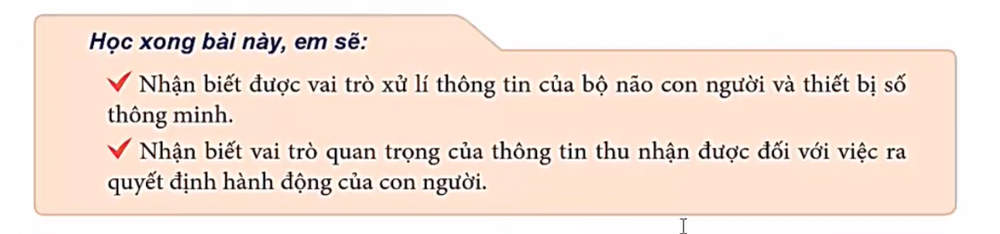 Học xong bài này, em sẽ:
✓ Nhận biết được vai trò xử lí thông tin của bộ não con người và thiết bị số
thông minh.
✓ Nhận biết vai trò quan trọng của thông tin thu nhận được đối với việc ra
quyết định hành động của con người.